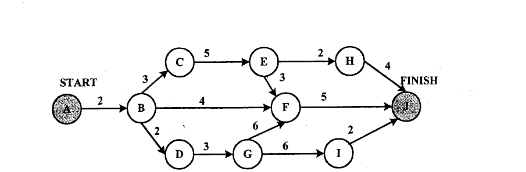 5 2
C E H
START 3 3 4 FINISH
A 2 B 4 F 5 J
2 6 2
D 3 G 6 I